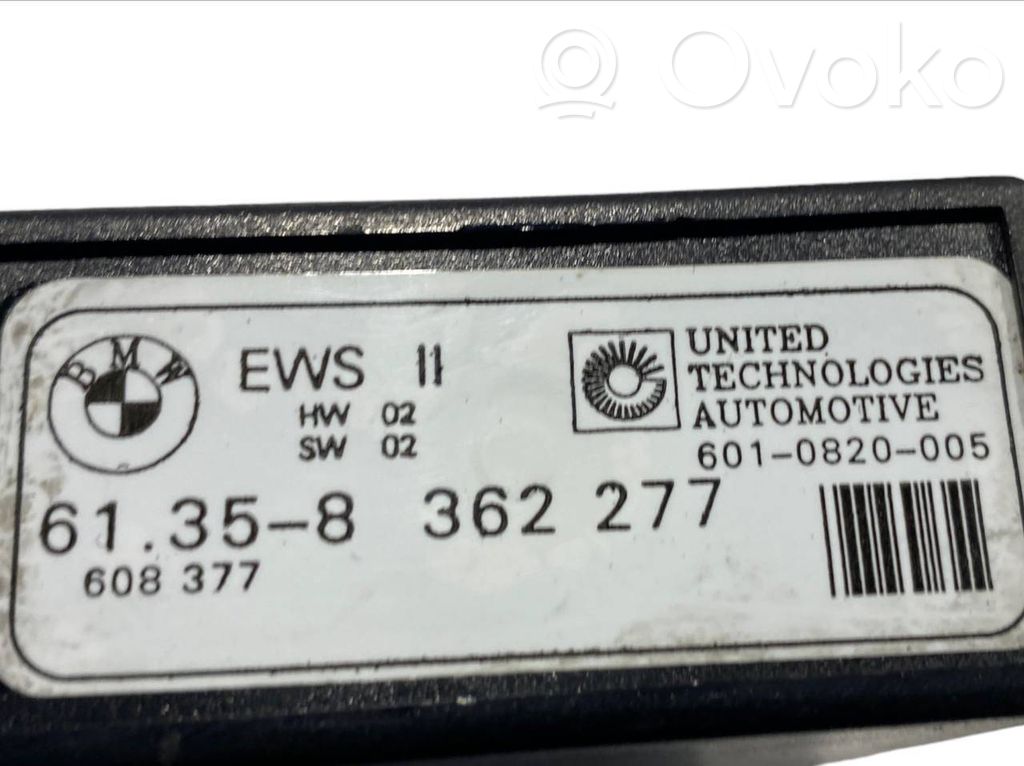 Ovoko
BMW
EWS II
HW 02
SW 02
UNITED
TECHNOLOGIES
AUTOMOTIVE
601-0820-005
61.35-8 362 277
608 377